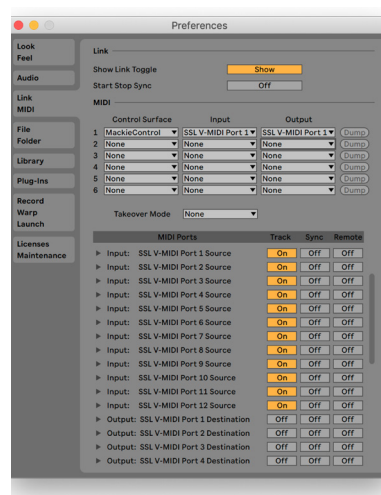 Preferences
Look
Feel
Audio
Link
MIDI
File
Folder
Library
Plug-Ins
Record
Warp
Launch
Licenses
Maintenance
Link
Show Link Toggle Show
Start Stop Sync Off
MIDI
Control Surface Input Output
1 MackieControl SSL V-MIDI Port 1 SSL V-MIDI Port 1 Dump
2 None None None Dump
3 None None None Dump
4 None None None Dump
5 None None None Dump
6 None None None Dump
Takeover Mode None
MIDI Ports Track Sync Remote
Input: SSL V-MIDI Port 1 Source On Off Off
Input: SSL V-MIDI Port 2 Source On Off Off
Input: SSL V-MIDI Port 3 Source On Off Off
Input: SSL V-MIDI Port 4 Source On Off Off
Input: SSL V-MIDI Port 5 Source On Off Off
Input: SSL V-MIDI Port 6 Source On Off Off
Input: SSL V-MIDI Port 7 Source On Off Off
Input: SSL V-MIDI Port 8 Source On Off Off
Input: SSL V-MIDI Port 9 Source On Off Off
Input: SSL V-MIDI Port 10 Source On Off Off
Input: SSL V-MIDI Port 11 Source On Off Off
Input: SSL V-MIDI Port 12 Source On Off Off
Output: SSL V-MIDI Port 1 Destination Off Off Off
Output: SSL V-MIDI Port 2 Destination Off Off Off
Output: SSL V-MIDI Port 3 Destination Off Off Off
Output: SSL V-MIDI Port 4 Destination Off Off Off